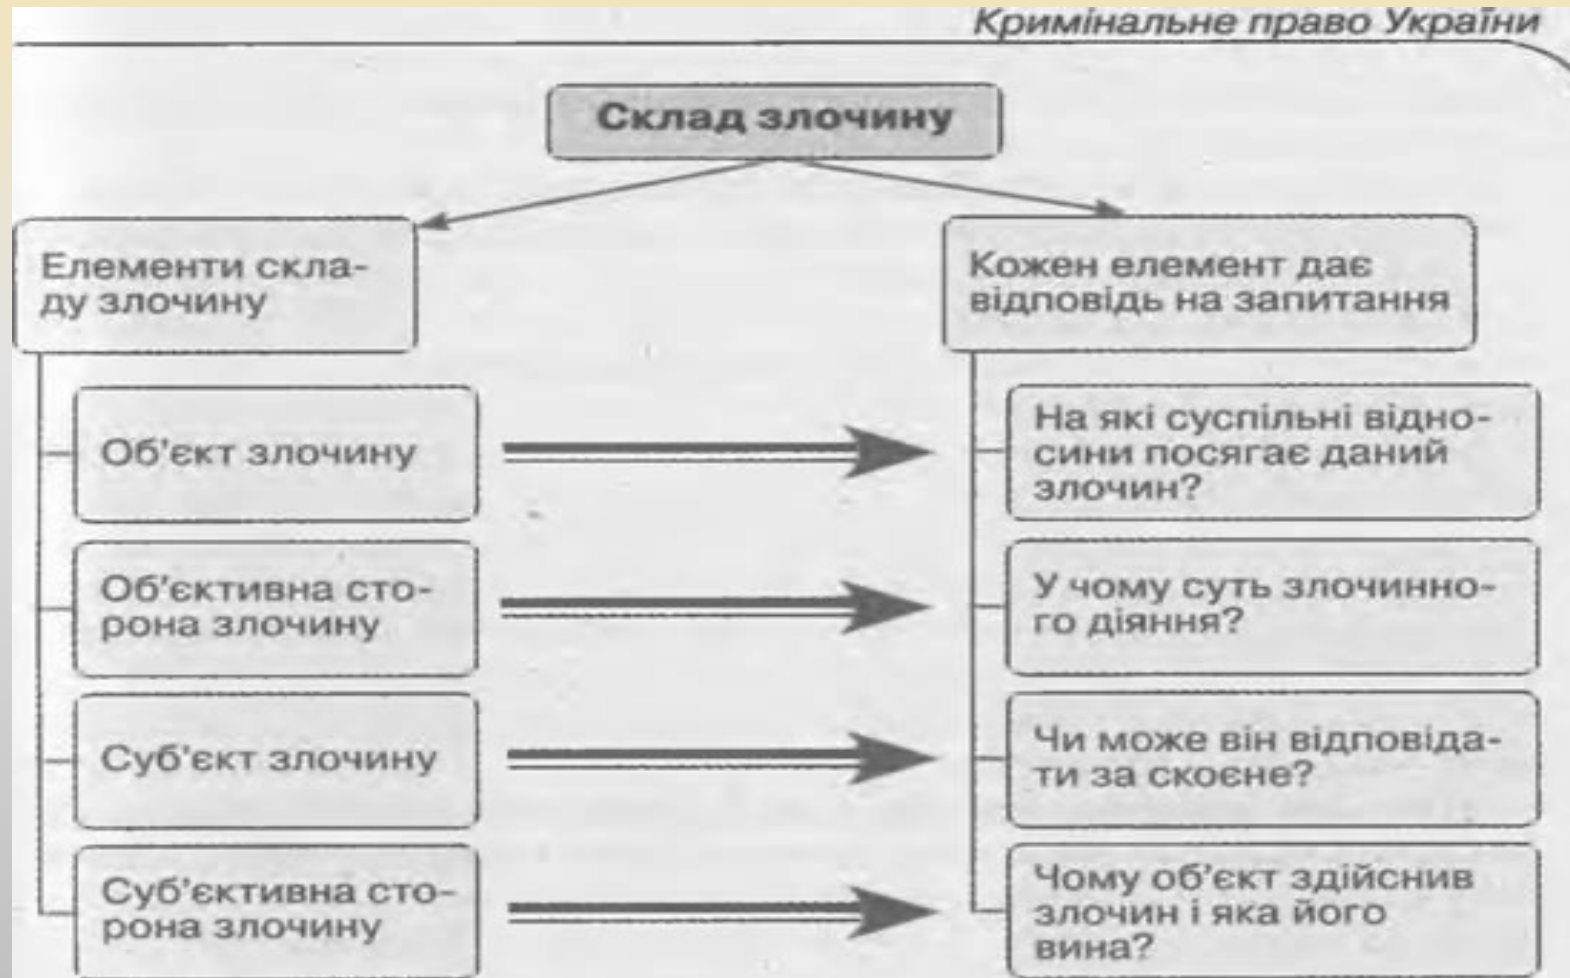 Кримінальне право України
Склад злочину
Елементи скла-
ду злочину
Кожен елемент дає
відповідь на запитання
Об'єкт злочину
На які суспільні відно-
сини посягає даний
злочин?
Об'єктивна сто-
рона злочину
У чому суть злочинно-
го діяння?
Суб'єкт злочину
Чи може він відповіда-
ти за скоєне?
Суб'єктивна сто-
рона злочину
Чому об'єкт здійснив
злочин і яка його
вина?